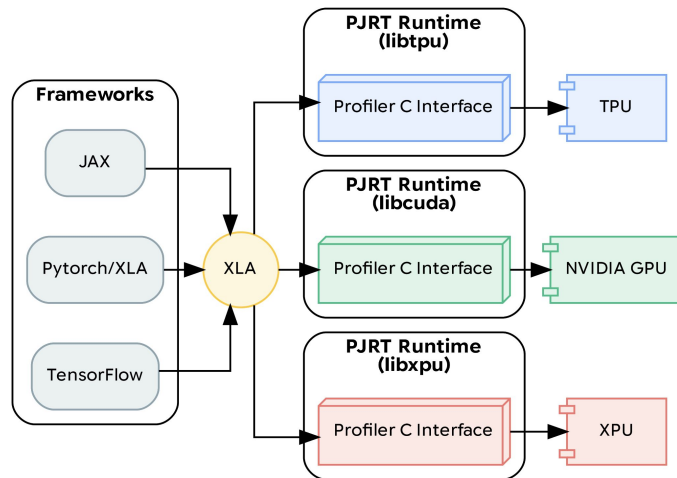 Frameworks
JAX
Pytorch/XLA
TensorFlow
XLA
PJRT Runtime
(libtpu)
Profiler C Interface
TPU
PJRT Runtime
(libcuda)
Profiler C Interface
NVIDIA GPU
PJRT Runtime
(libxpu)
Profiler C Interface
XPU